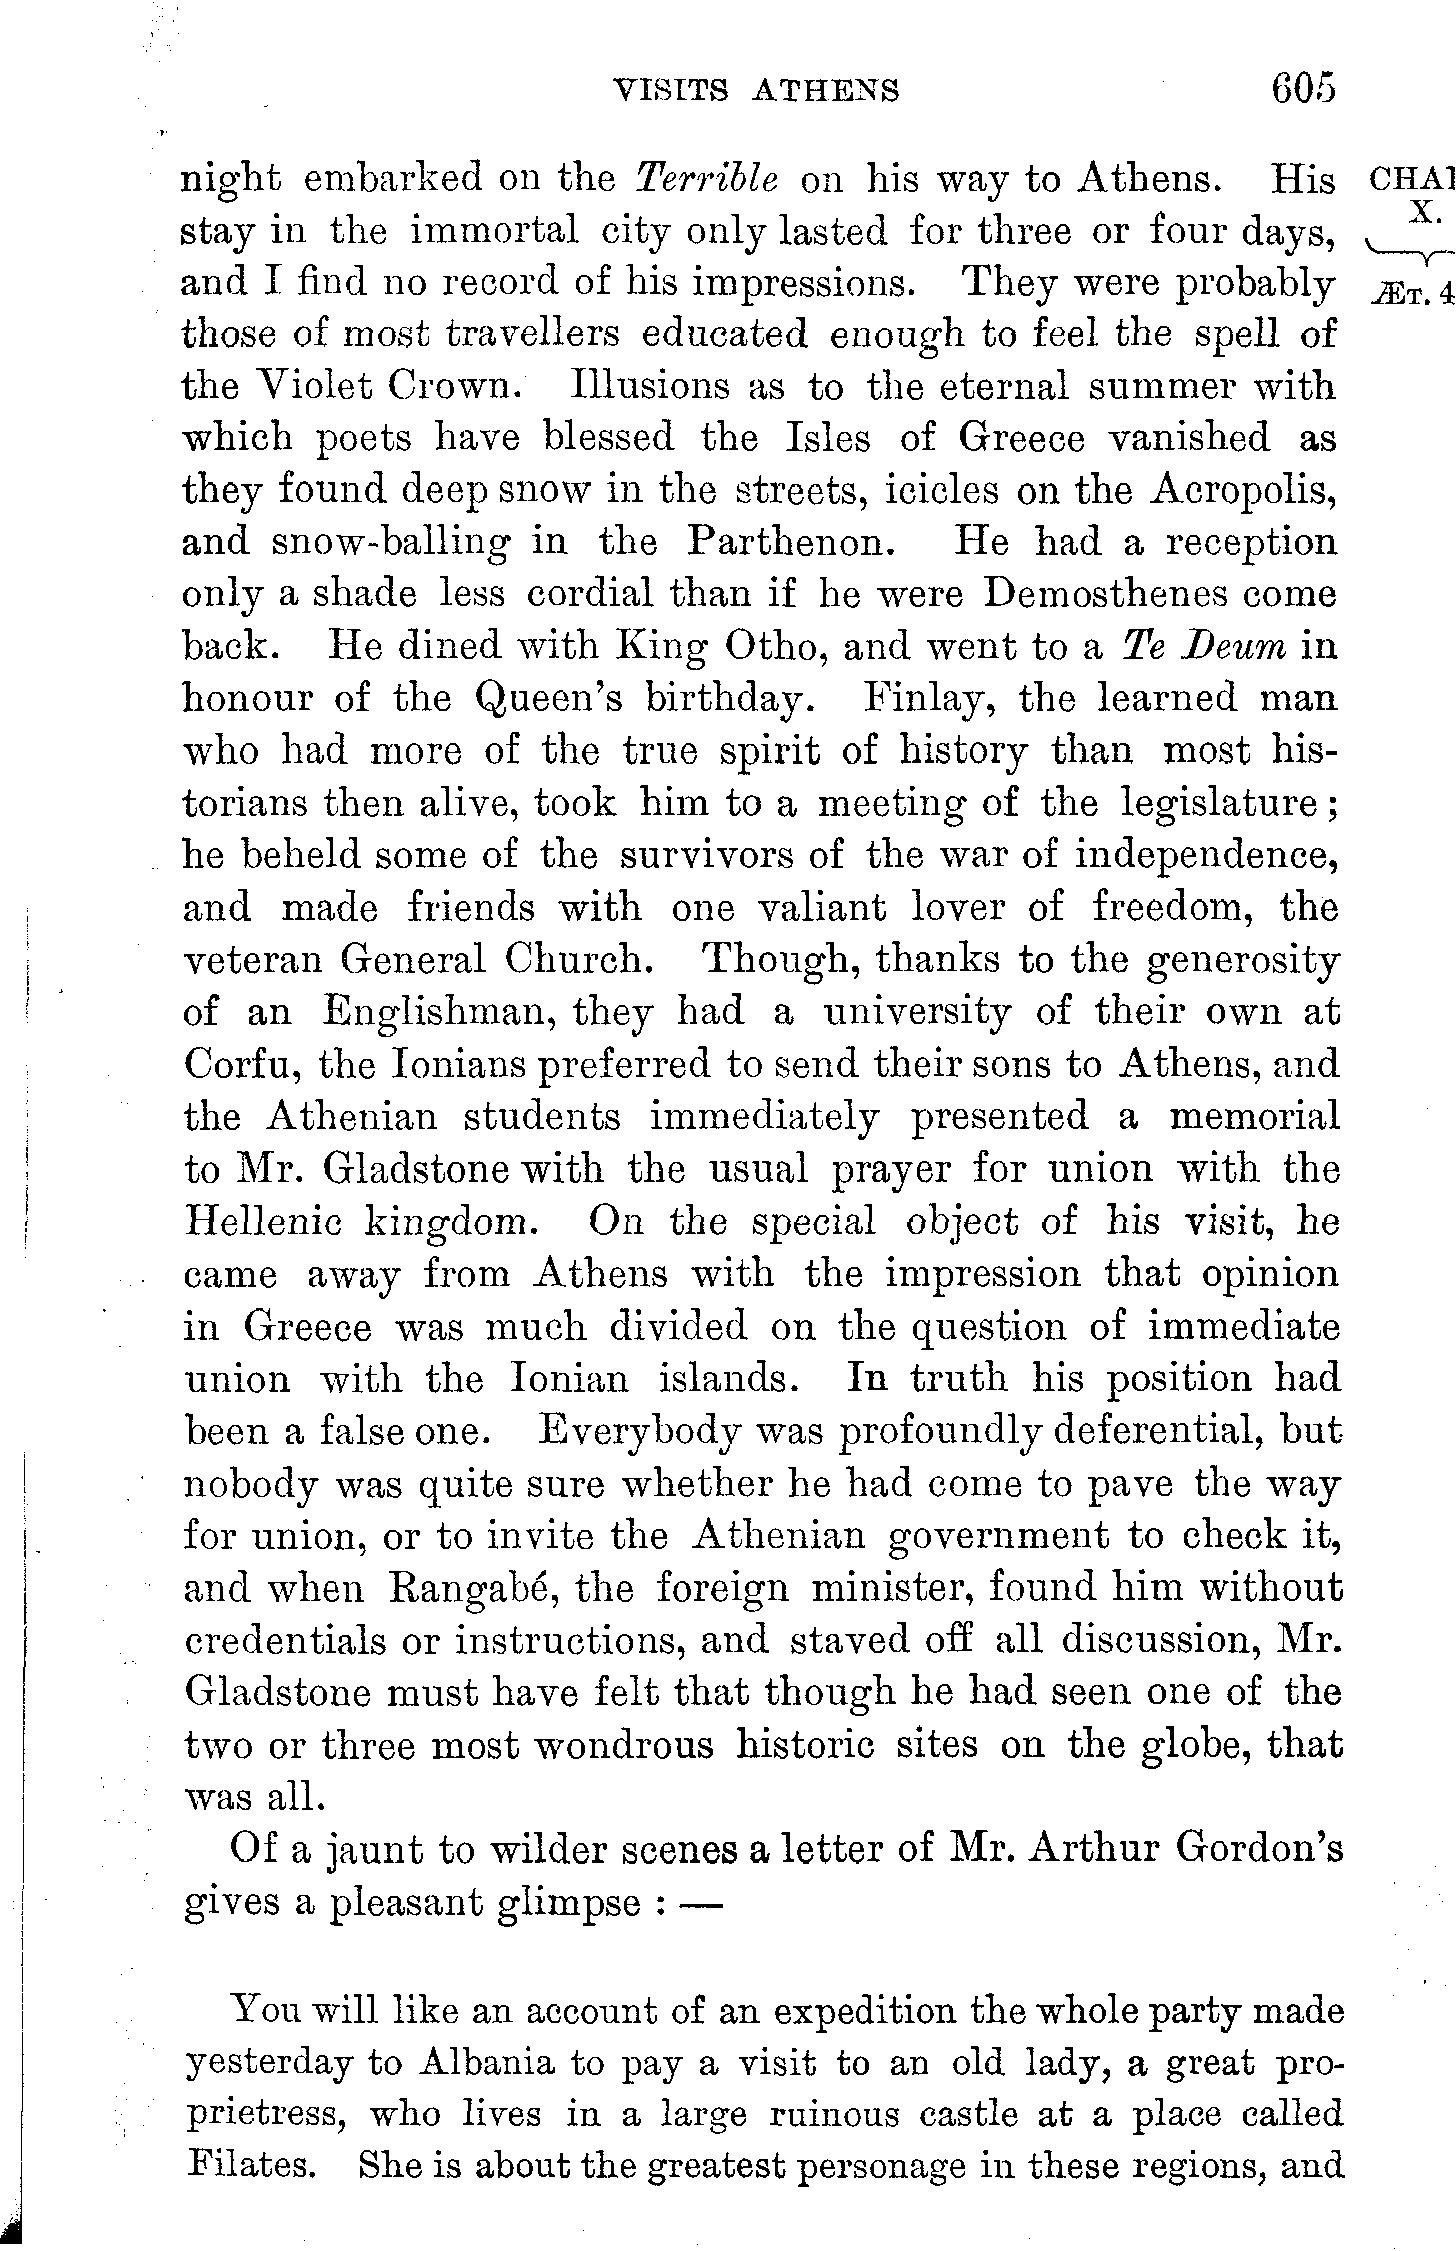 VISITS ATHENS 605
night embarked on the Terrible on his way to Athens. His
stay in the immortal city only lasted for three or four days,
and I find no record of his impressions. They were probably
those of most travellers educated enough to feel the spell of
the Violet Crown. Illusions as to the eternal summer with
which poets have blessed the Isles of Greece vanished as
they found deep snow in the streets, icicles on the Acropolis,
and snow-balling in the Parthenon. He had a reception
only a shade less cordial than if he were Demosthenes come
back. He dined with King Otho, and went to a Te Deum in
honour of the Queen's birthday. Finlay, the learned man
who had more of the true spirit of history than most his-
torians then alive, took him to a meeting of the legislature;
he beheld some of the survivors of the war of independence,
and made friends with one valiant lover of freedom, the
veteran General Church. Though, thanks to the generosity
of an Englishman, they had a university of their own at
Corfu, the Ionians preferred to send their sons to Athens, and
the Athenian students immediately presented a memorial
to Mr. Gladstone with the usual prayer for union with the
Hellenic kingdom. On the special object of his visit, he
came away from Athens with the impression that opinion
in Greece was much divided on the question of immediate
union with the Ionian islands. In truth his position had
been a false one. Everybody was profoundly deferential, but
nobody was quite sure whether he had come to pave the way
for union, or to invite the Athenian government to check it,
and when Rangabé, the foreign minister, found him without
credentials or instructions, and staved off all discussion, Mr.
Gladstone must have felt that though he had seen one of the
two or three most wondrous historic sites on the globe, that
was all.
Of a jaunt to wilder scenes a letter of Mr. Arthur Gordon's
gives a pleasant glimpse : —
You will like an account of an expedition the whole party made
yesterday to Albania to pay a visit to an old lady, a great pro-
prietress, who lives in a large ruinous castle at a place called
Filates. She is about the greatest personage in these regions, and
X.
ÆT. 4